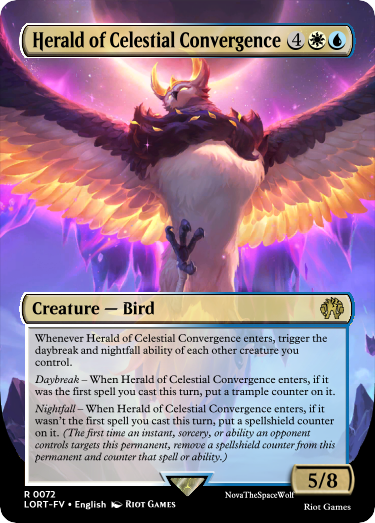 Herald of Celestial Convergence 4
Creature — Bird
Whenever Herald of Celestial Convergence enters, trigger the
daybreak and nightfall ability of each other creature you
control.
Daybreak – When Herald of Celestial Convergence enters, if it
was the first spell you cast this turn, put a trample counter on it.
Nightfall – When Herald of Celestial Convergence enters, if it
wasn't the first spell you cast this turn, put a spellshield counter
on it. (The first time an instant, sorcery, or ability an opponent
controls targets this permanent, remove a spellshield counter from this
permanent and counter that spell or ability.)
5/8
R 0072
LORT-FV • English Riot Games
NovaTheSpaceWolf
Riot Games